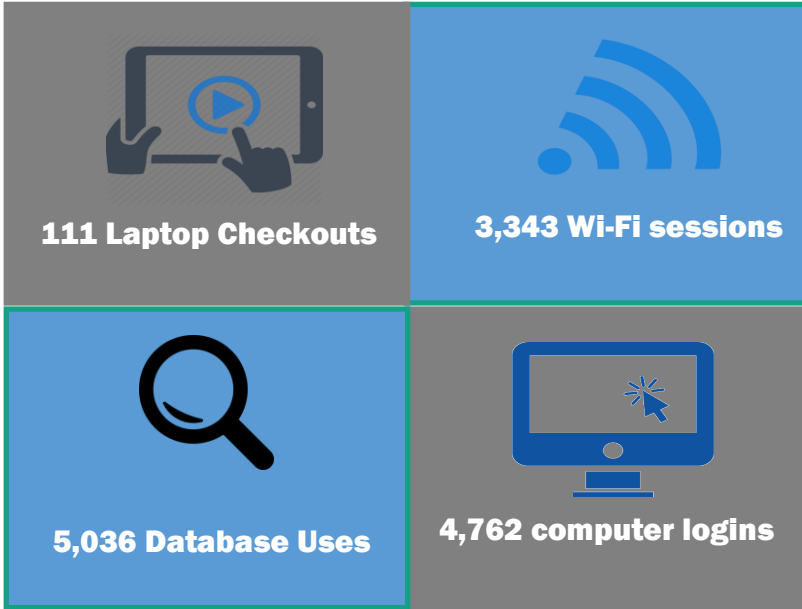 111 Laptop Checkouts
3,343 Wi-Fi sessions
5,036 Database Uses
4,762 computer logins